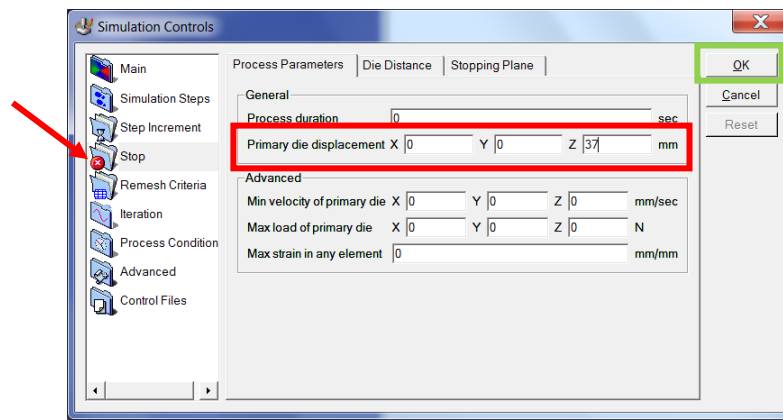 Simulation Controls
Main
Simulation Steps
Step Increment
Stop
Remesh Criteria
Iteration
Process Condition
Advanced
Control Files
Process Parameters Die Distance Stopping Plane
General
Process duration 0 sec
Primary die displacement X 0 Y 0 Z 37 mm
Advanced
Min velocity of primary die X 0 Y 0 Z 0 mm/sec
Max load of primary die X 0 Y 0 Z 0 N
Max strain in any element 0 mm/mm
OK
Cancel
Reset